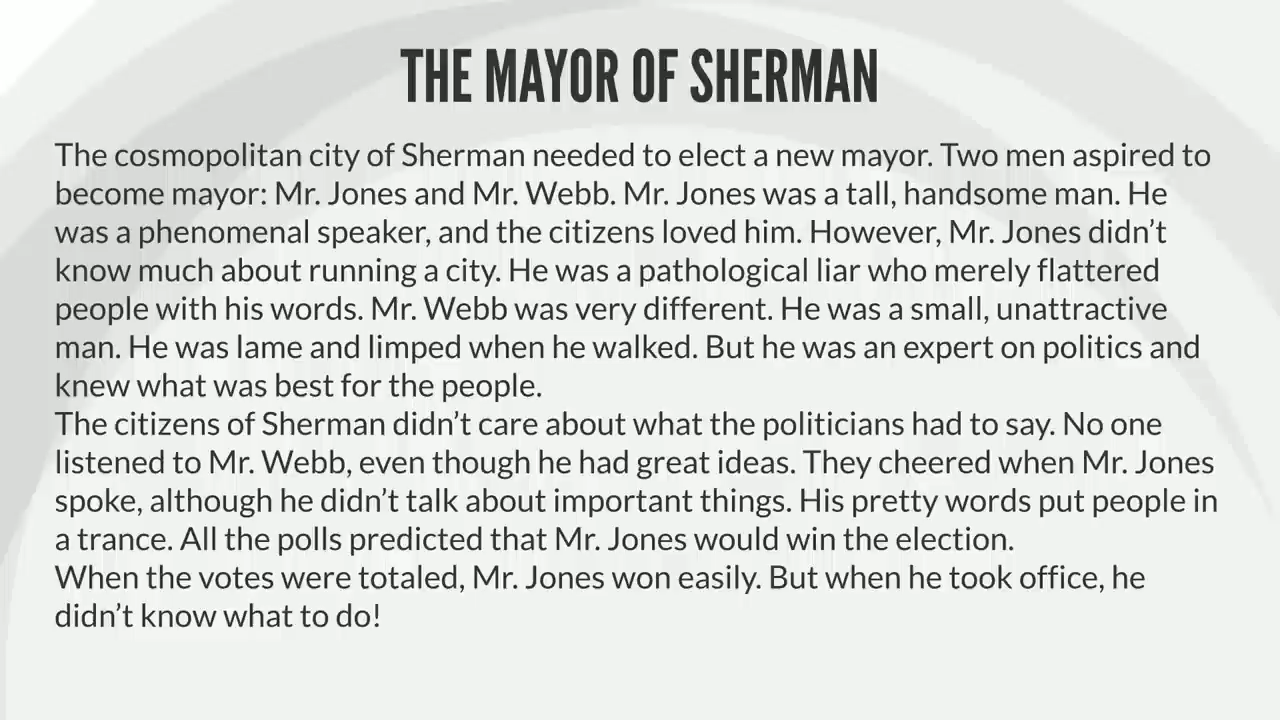 THE MAYOR OF SHERMAN
The cosmopolitan city of Sherman needed to elect a new mayor. Two men aspired to
become mayor: Mr. Jones and Mr. Webb. Mr. Jones was a tall, handsome man. He
was a phenomenal speaker, and the citizens loved him. However, Mr. Jones didn’t
know much about running a city. He was a pathological liar who merely flattered
people with his words. Mr. Webb was very different. He was a small, unattractive
man. He was lame and limped when he walked. But he was an expert on politics and
knew what was best for the people.
The citizens of Sherman didn’t care about what the politicians had to say. No one
listened to Mr. Webb, even though he had great ideas. They cheered when Mr. Jones
spoke, although he didn’t talk about important things. His pretty words put people in
a trance. All the polls predicted that Mr. Jones would win the election.
When the votes were totaled, Mr. Jones won easily. But when he took office, he
didn’t know what to do!